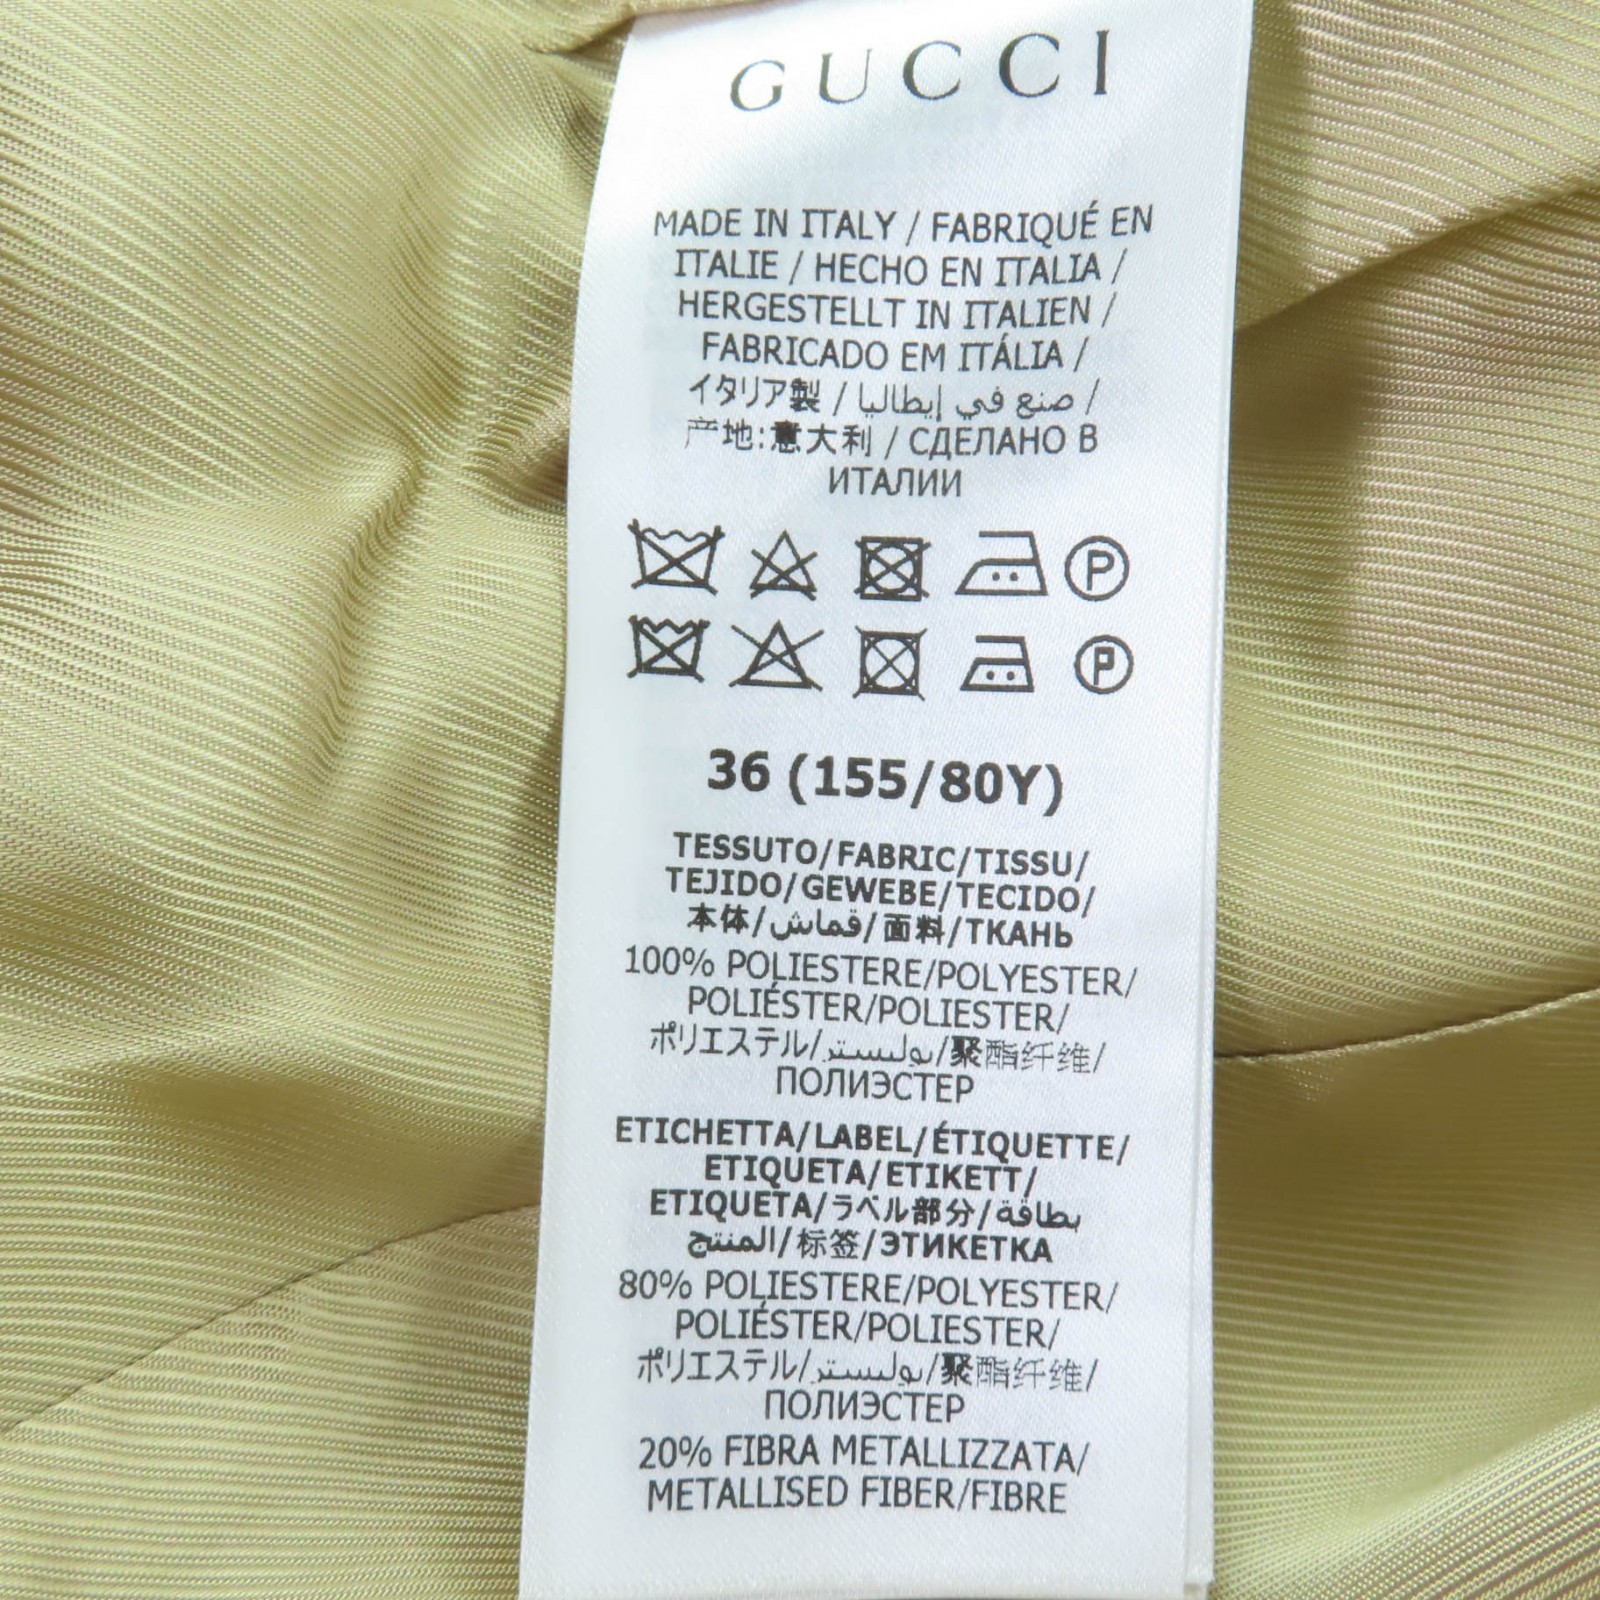 GUCCI
MADE IN ITALY / FABRIQUÉ EN
ITALIE / HECHO EN ITALIA /
HERGESTELLT IN ITALIEN /
FABRICADO EM ITÁLIA /
イタリア製 / صنع في إيطاليا /
产地:意大利 / СДЕЛАНО В
ИТАЛИИ
P
P
36 (155/80Y)
TESSUTO/FABRIC/TISSU/
TEJIDO/GEWEBE/TECIDO/
本体/قماش/面料/ТКАНЬ
100% POLIESTERE/POLYESTER/
POLIÉSTER/POLIESTER/
ポリエステル/بوليستر/聚酯纤维/
ПОЛИЭСТЕР
ETICHETTA/LABEL/ÉTIQUETTE/
ETIQUETA/ETIKETT/
ETIQUETA/ラベル部分/بطاقة
المنتج/标签/ЭТИКЕТКА
80% POLIESTERE/POLYESTER/
POLIÉSTER/POLIESTER/
ポリエステル/بوليستر/聚酯纤维/
ПОЛИЭСТЕР
20% FIBRA METALLIZZATA/
METALLISED FIBER/FIBRE